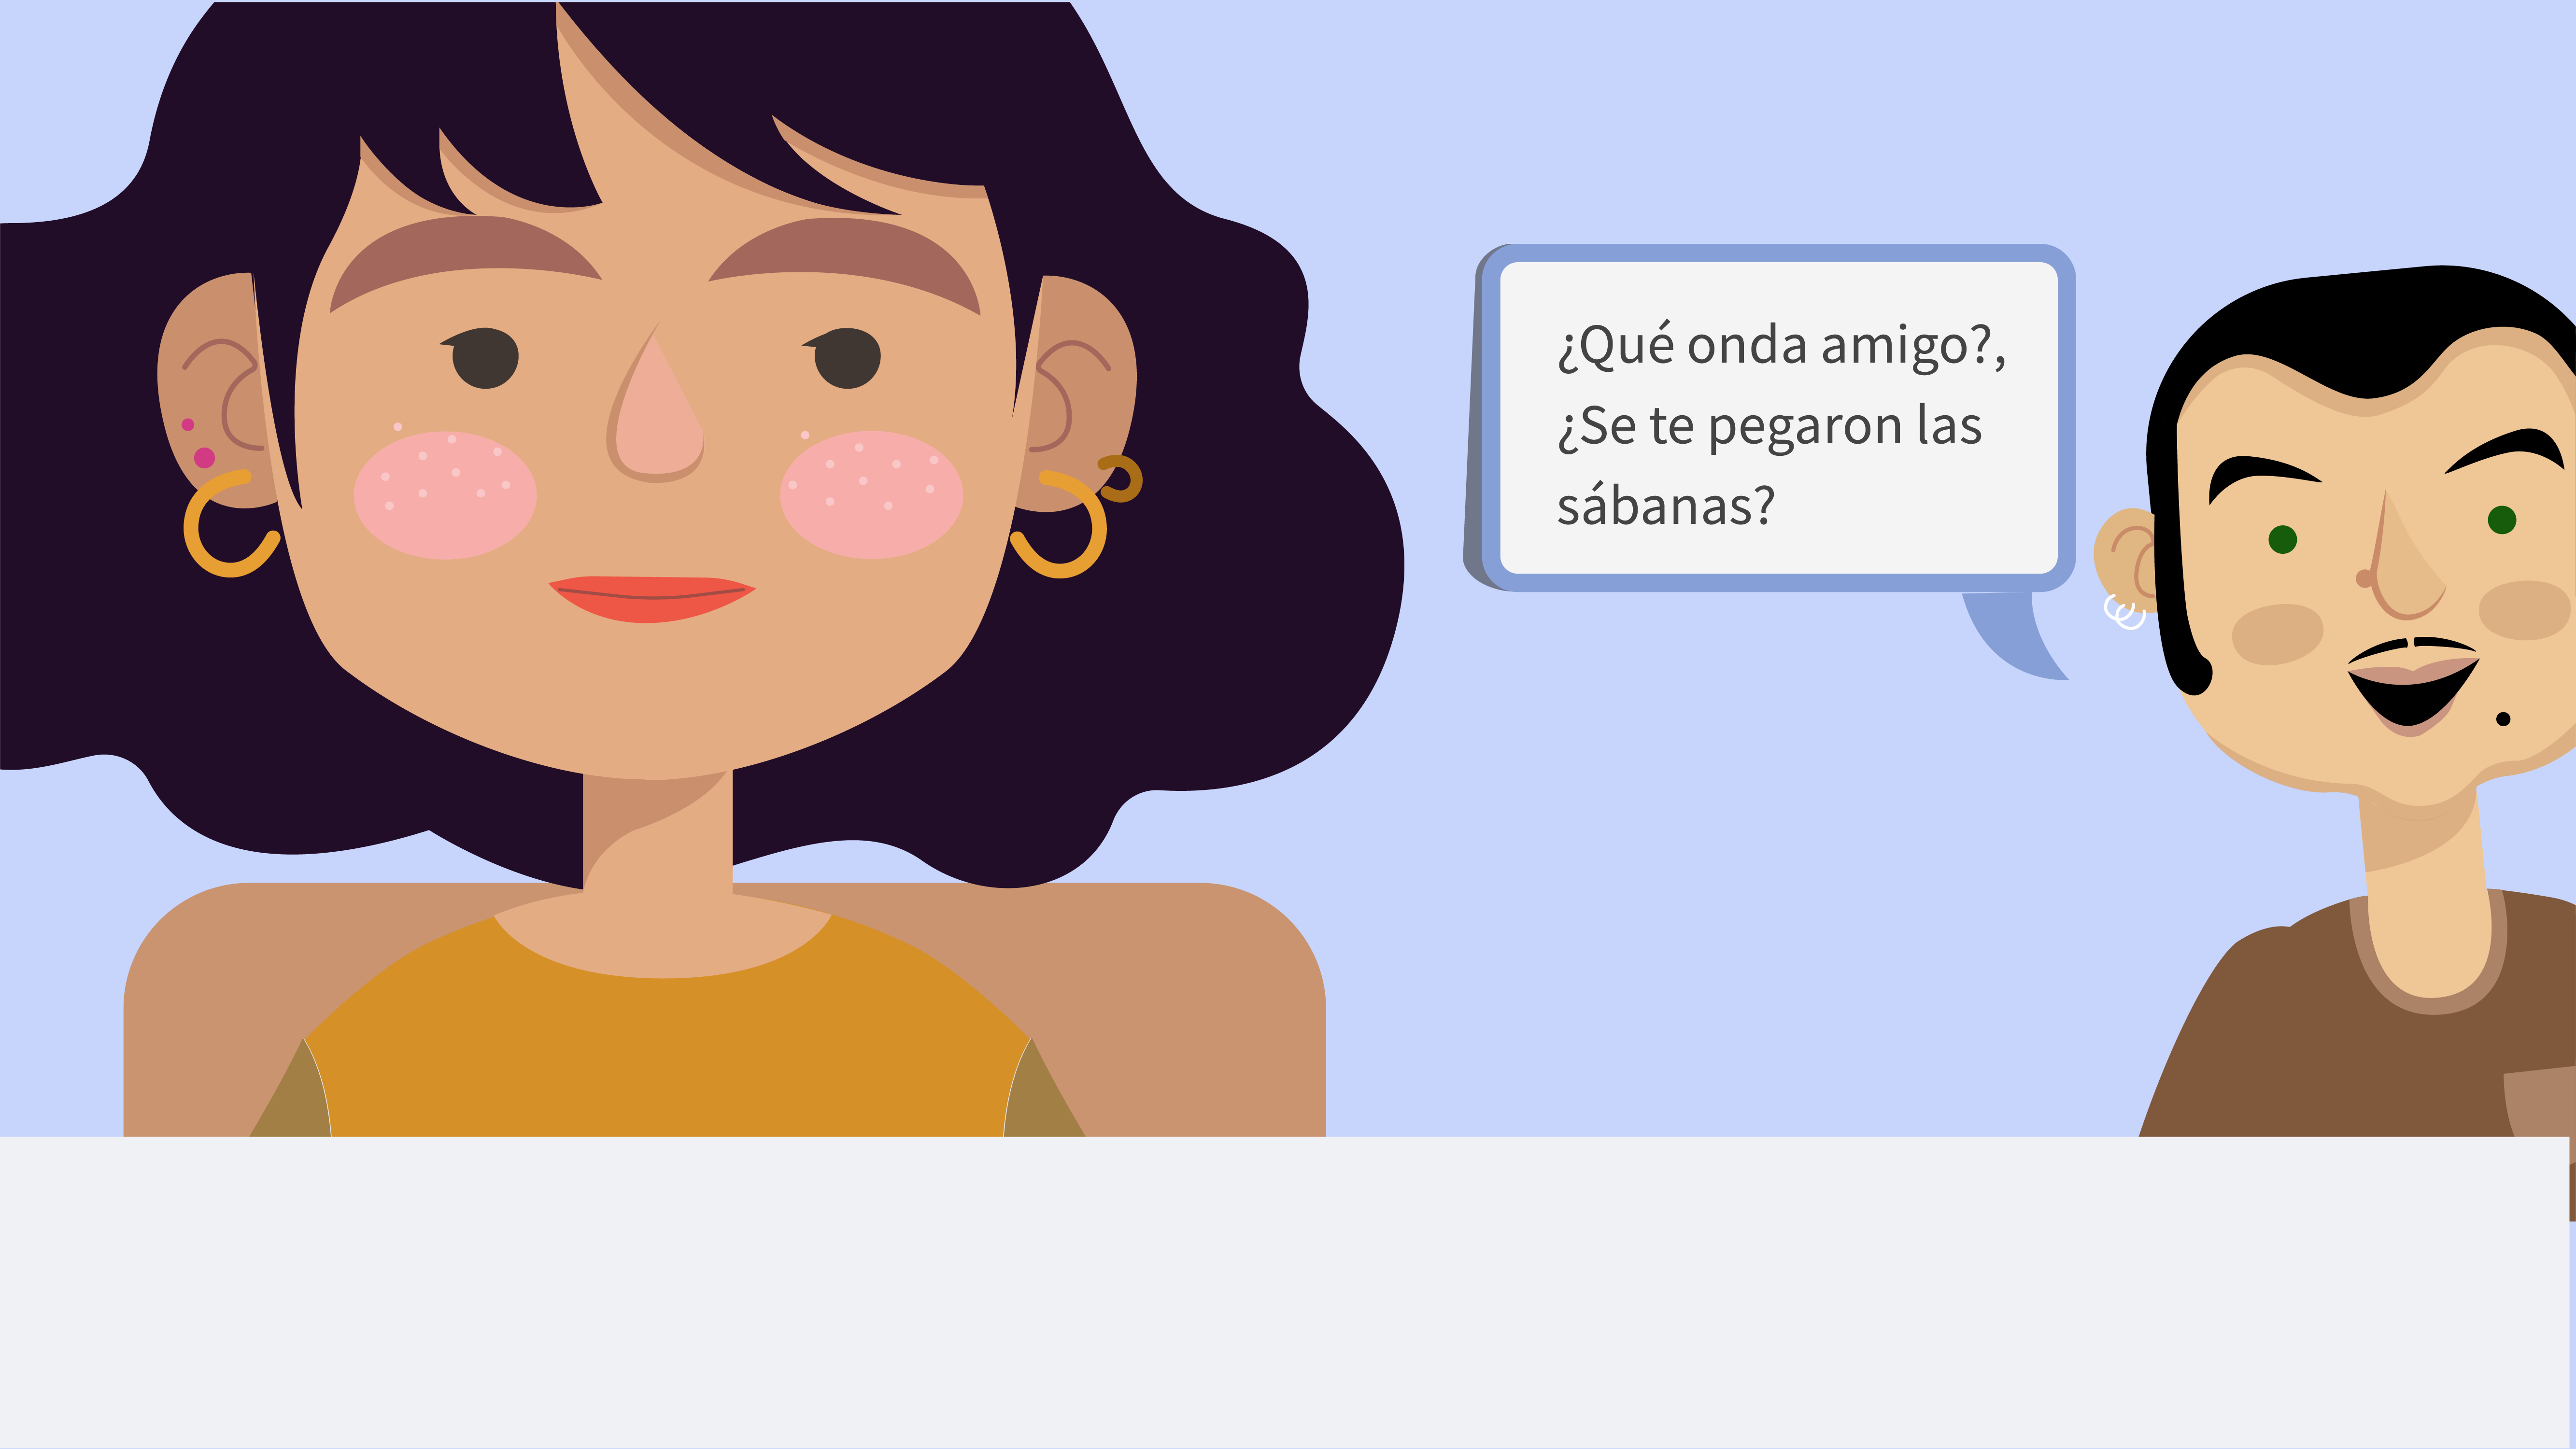 ¿Qué onda amigo?,
¿Se te pegaron las
sábanas?